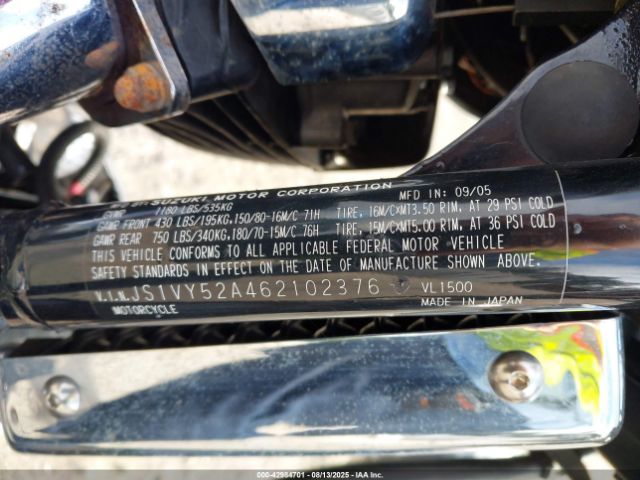 SUZUKI MOTOR CORPORATION MFD IN: 09/05
GVWR 1180 LBS/535KG
GAWR FRONT 430 LBS/195KG,150/80-16M/C 71H TIRE, 16M/CXMT3.50 RIM, AT 29 PSI COLD
GAWR REAR 750 LBS/340KG,180/70-15M/C 76H TIRE, 15M/CXMT5.00 RIM, AT 36 PSI COLD
THIS VEHICLE CONFORMS TO ALL APPLICABLE FEDERAL MOTOR VEHICLE
SAFETY STANDARDS IN EFFECT ON THE DATE OF MANUFACTURE SHOWN ABOVE.
V.I.N. JS1VY52A462102376 VL1500
MOTORCYCLE MADE IN JAPAN
000-42984701 - 08/13/2025 - IAAI.COM